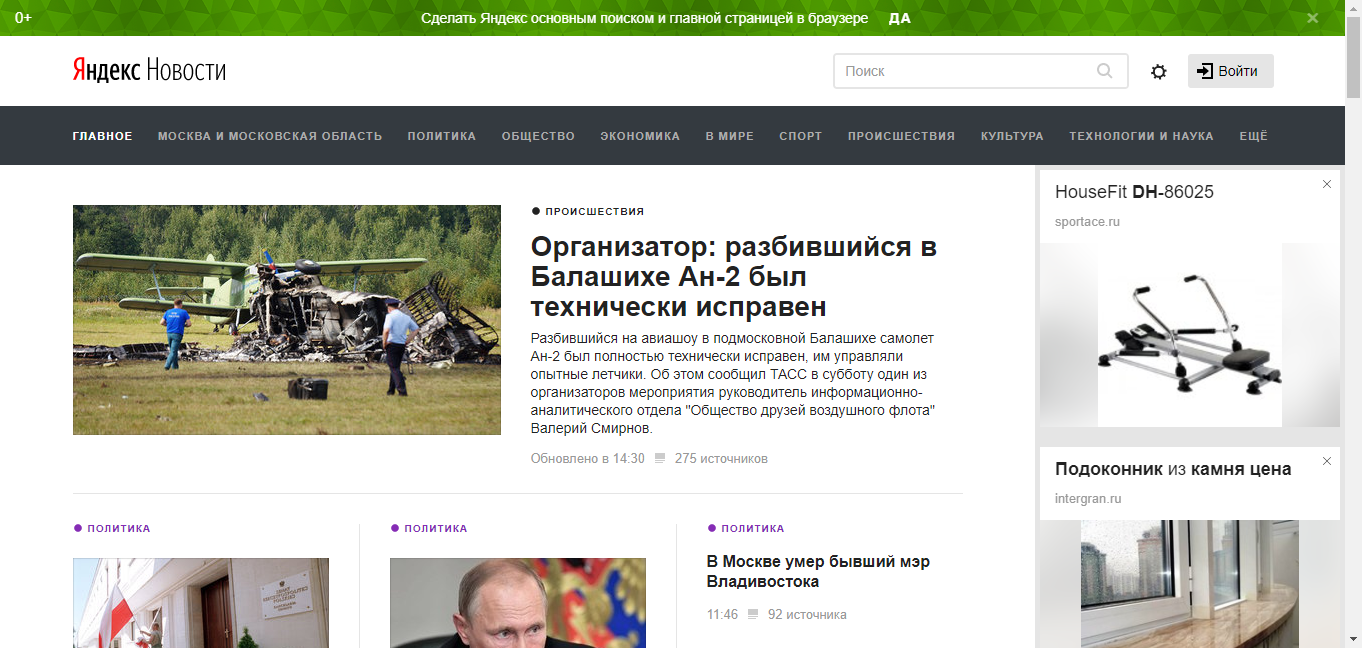 0+
Сделать Яндекс основным поиском и главной страницей в браузере ДА
Яндекс Новости
Поиск
Войти
ГЛАВНОЕ МОСКВА И МОСКОВСКАЯ ОБЛАСТЬ ПОЛИТИКА ОБЩЕСТВО ЭКОНОМИКА В МИРЕ СПОРТ ПРОИСШЕСТВИЯ КУЛЬТУРА ТЕХНОЛОГИИ И НАУКА ЕЩЁ
ПРОИСШЕСТВИЯ
Организатор: разбившийся в
Балашихе Ан-2 был
технически исправен
Разбившийся на авиашоу в подмосковной Балашихе самолет
Ан-2 был полностью технически исправен, им управляли
опытные летчики. Об этом сообщил ТАСС в субботу один из
организаторов мероприятия руководитель информационно-
аналитического отдела "Общество друзей воздушного флота"
Валерий Смирнов.
Обновлено в 14:30 275 источников
ПОЛИТИКА
ПОЛИТИКА
ПОЛИТИКА
В Москве умер бывший мэр
Владивостока
11:46 92 источника
HouseFit DH-86025
sportace.ru
Подоконник из камня цена
intergran.ru